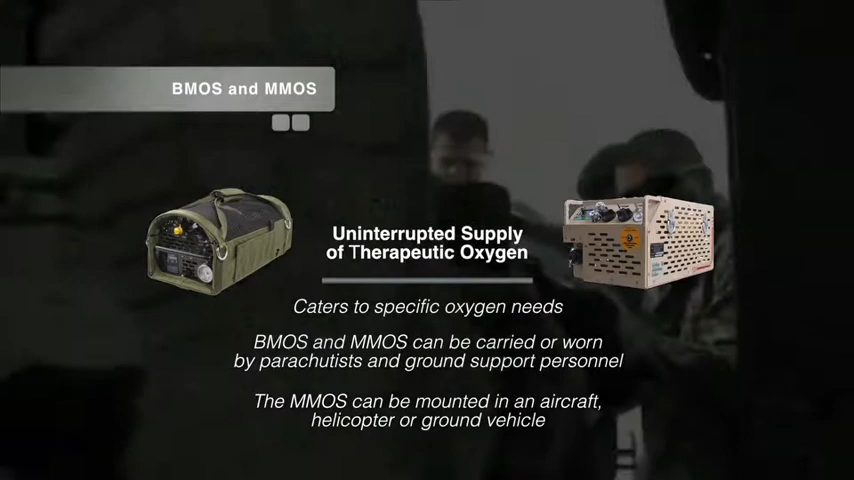 BMOS and MMOS
Uninterrupted Supply
of Therapeutic Oxygen
Caters to specific oxygen needs
BMOS and MMOS can be carried or worn
by parachutists and ground support personnel
The MMOS can be mounted in an aircraft,
helicopter or ground vehicle